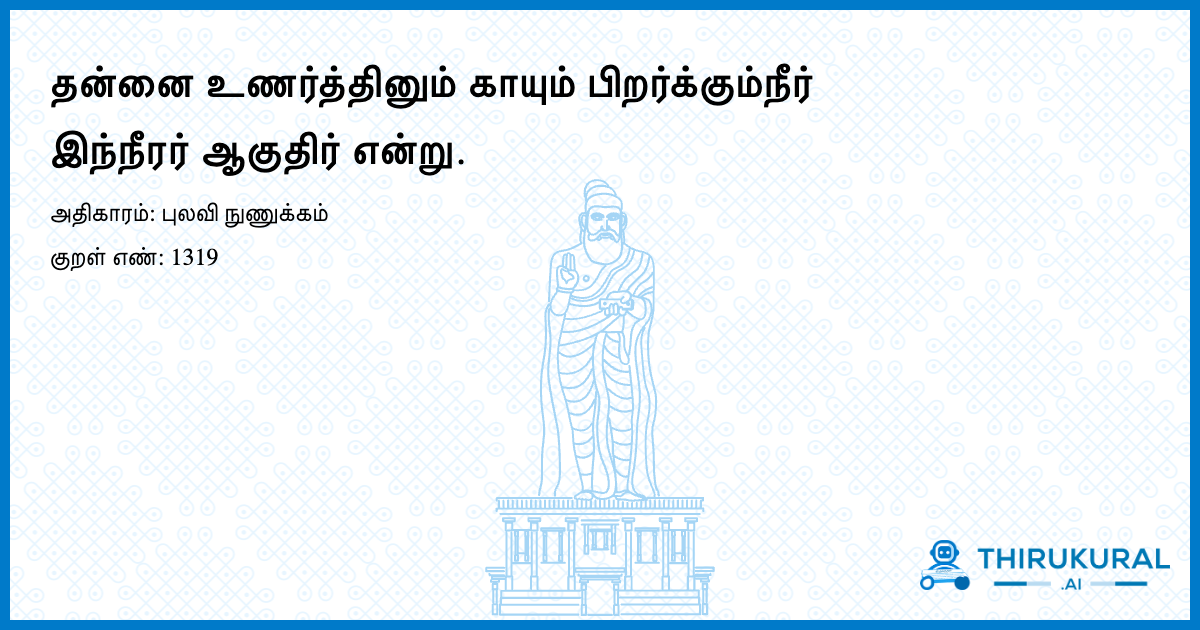 தன்னை உணர்த்தினும் காயும் பிறர்க்கும்நீர்
இந்நீரர் ஆகுதிர் என்று.
அதிகாரம்: புலவி நுணுக்கம்
குறள் எண்: 1319
THIRUKURAL
.AI